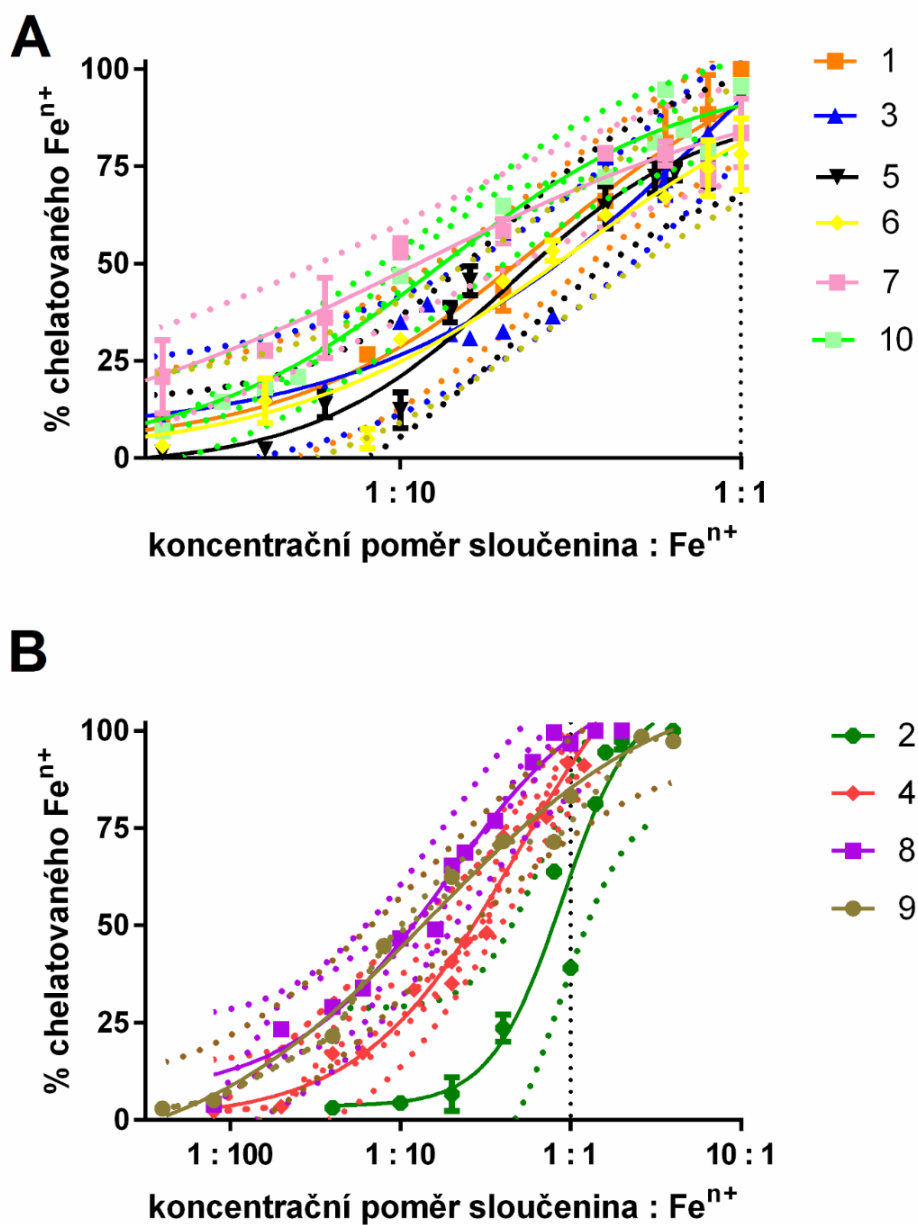 A
% chelatovaného Feⁿ⁺
100
75
50
25
0
1 : 10
1 : 1
koncentrační poměr sloučenina : Feⁿ⁺
1
3
5
6
7
10
B
% chelatovaného Feⁿ⁺
100
75
50
25
0
1 : 100
1 : 10
1 : 1
10 : 1
koncentrační poměr sloučenina : Feⁿ⁺
2
4
8
9